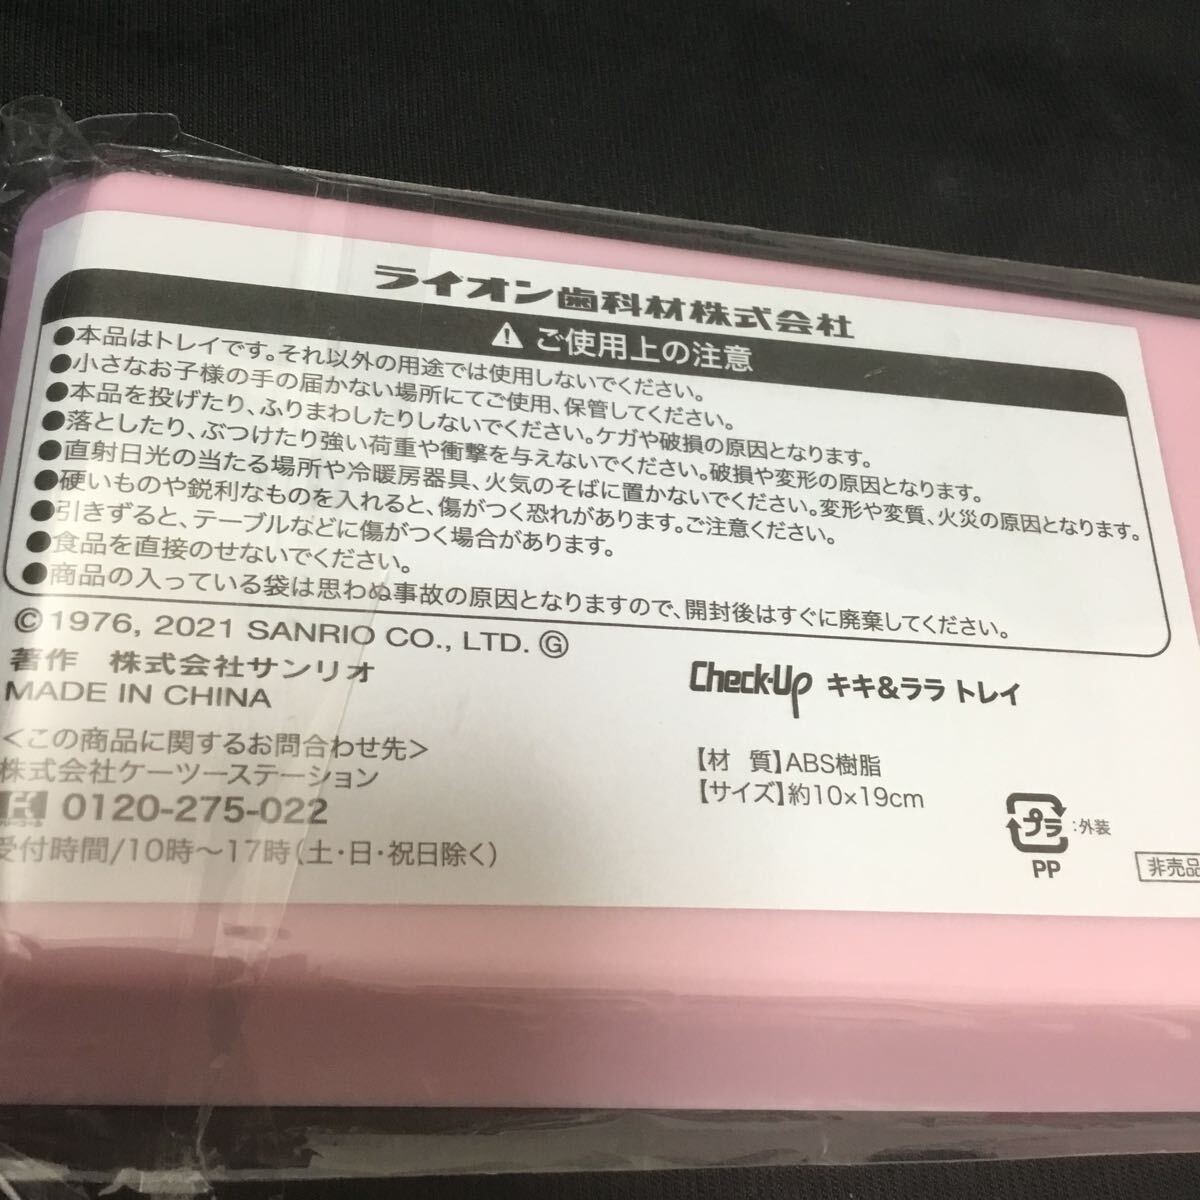 ライオン歯科材株式会社
ご使用上の注意
●本品はトレイです。それ以外の用途では使用しないでください。
●小さなお子様の手の届かない場所にてご使用、保管してください。
●本品を投げたり、ふりまわしたりしないでください。ケガや破損の原因となります。
●落としたり、ぶつけたり強い荷重や衝撃を与えないでください。破損や変形の原因となります。
●直射日光の当たる場所や冷暖房器具、火気のそばに置かないでください。変形や変質、火災の原因となります。
●硬いものや鋭利なものを入れると、傷がつく恐れがあります。ご注意ください。
●引きずると、テーブルなどに傷がつく場合があります。
●食品を直接のせないでください。
●商品の入っている袋は思わぬ事故の原因となりますので、開封後はすぐに廃棄してください。
©1976, 2021 SANRIO CO., LTD. Ⓖ
著作 株式会社サンリオ
MADE IN CHINA
<この商品に関するお問合わせ先>
株式会社ケーツーステーション
0120-275-022
受付時間/10時～17時(土・日・祝日除く)
Check-Up キキ&ララ トレイ
【材 質】ABS樹脂
【サイズ】約10×19cm
プラ :外装
PP
非売品